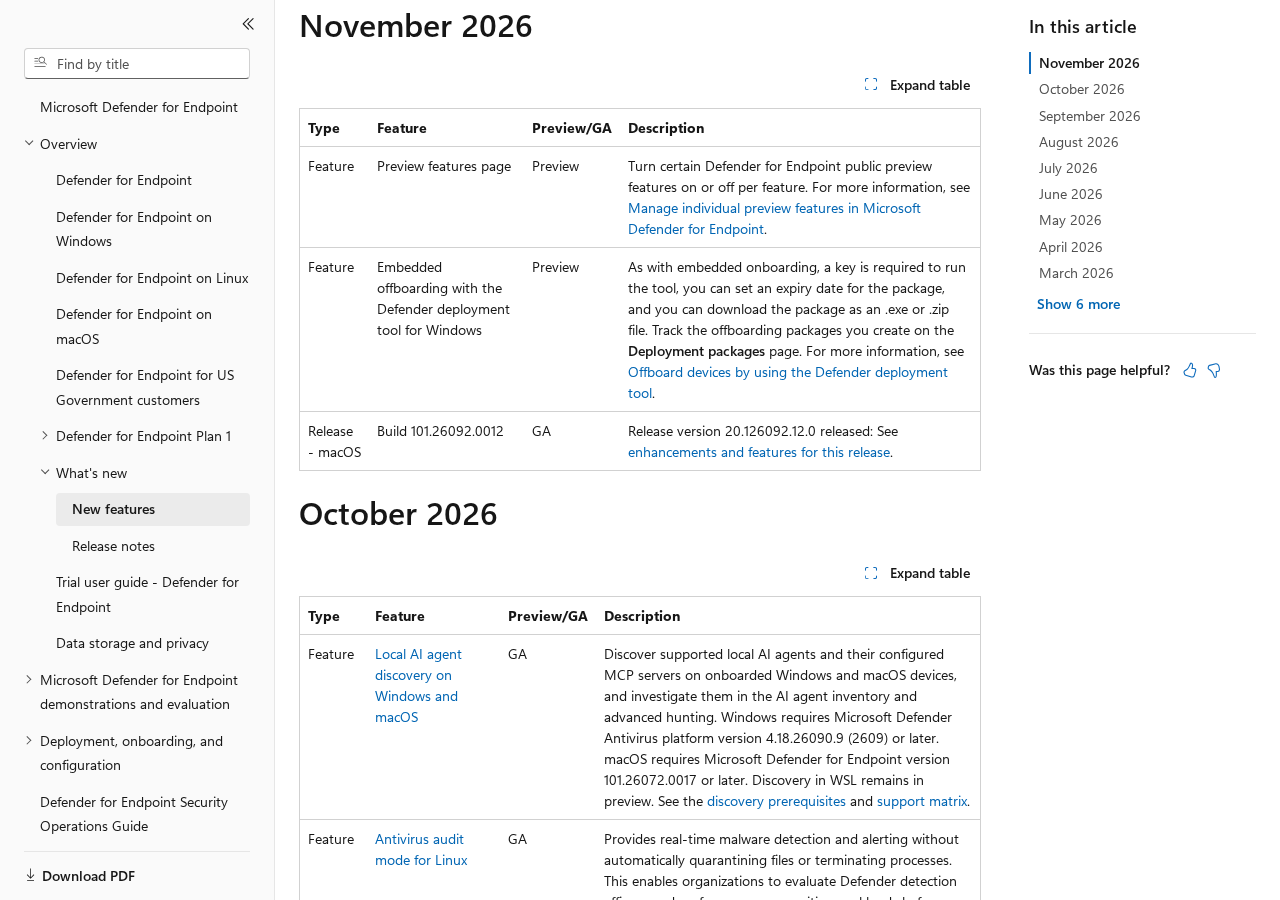 Find by title
Microsoft Defender for Endpoint
Overview
Defender for Endpoint
Defender for Endpoint on
Windows
Defender for Endpoint on Linux
Defender for Endpoint on
macOS
Defender for Endpoint for US
Government customers
Defender for Endpoint Plan 1
What's new
New features
Release notes
Trial user guide - Defender for
Endpoint
Data storage and privacy
Microsoft Defender for Endpoint
demonstrations and evaluation
Deployment, onboarding, and
configuration
Defender for Endpoint Security
Operations Guide
Download PDF
November 2026
Expand table
Type Feature Preview/GA Description
Feature Preview features page Preview Turn certain Defender for Endpoint public preview
features on or off per feature. For more information, see
Manage individual preview features in Microsoft
Defender for Endpoint.
Feature Embedded Preview As with embedded onboarding, a key is required to run
offboarding with the the tool, you can set an expiry date for the package,
Defender deployment and you can download the package as an .exe or .zip
tool for Windows file. Track the offboarding packages you create on the
Deployment packages page. For more information, see
Offboard devices by using the Defender deployment
tool.
Release Build 101.26092.0012 GA Release version 20.126092.12.0 released: See
- macOS enhancements and features for this release.
October 2026
Expand table
Type Feature Preview/GA Description
Feature Local AI agent GA Discover supported local AI agents and their configured
discovery on MCP servers on onboarded Windows and macOS devices,
Windows and and investigate them in the AI agent inventory and
macOS advanced hunting. Windows requires Microsoft Defender
Antivirus platform version 4.18.26090.9 (2609) or later.
macOS requires Microsoft Defender for Endpoint version
101.26072.0017 or later. Discovery in WSL remains in
preview. See the discovery prerequisites and support matrix.
Feature Antivirus audit GA Provides real-time malware detection and alerting without
mode for Linux automatically quarantining files or terminating processes.
This enables organizations to evaluate Defender detection
In this article
November 2026
October 2026
September 2026
August 2026
July 2026
June 2026
May 2026
April 2026
March 2026
Show 6 more
Was this page helpful?